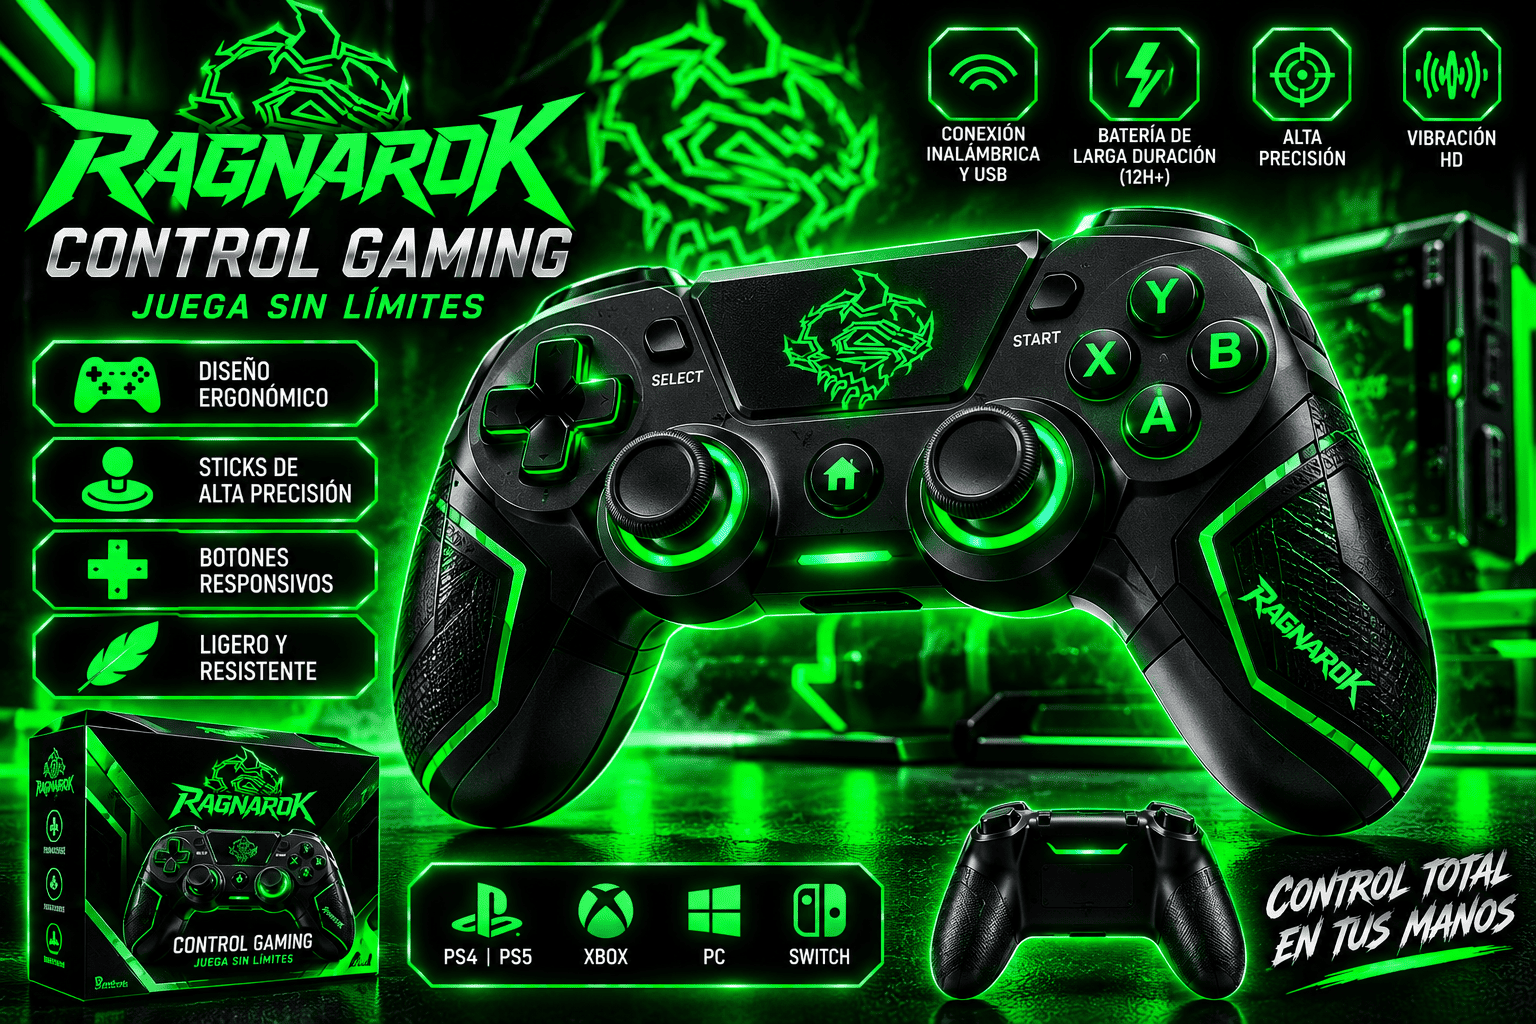 RAGNAROK
CONTROL GAMING
JUEGA SIN LÍMITES
CONEXIÓN
INALÁMBRICA
Y USB
BATERÍA DE
LARGA DURACIÓN
(12H+)
ALTA
PRECISIÓN
VIBRACIÓN
HD
DISEÑO
ERGONÓMICO
STICKS DE
ALTA PRECISIÓN
BOTONES
RESPONSIVOS
LIGERO Y
RESISTENTE
SELECT
START
Y
X
B
A
RAGNAROK
RAGNAROK
RAGNAROK
CONTROL GAMING
JUEGA SIN LÍMITES
PS4 | PS5
XBOX
PC
SWITCH
CONTROL TOTAL
EN TUS MANOS